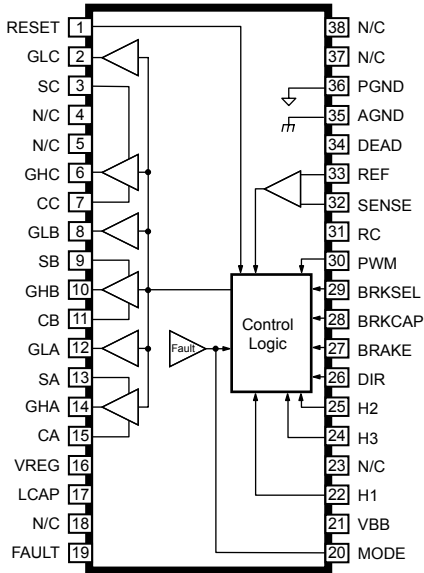 RESET 1
GLC 2
SC 3
N/C 4
N/C 5
GHC 6
CC 7
GLB 8
SB 9
GHB 10
CB 11
GLA 12
SA 13
GHA 14
CA 15
VREG 16
LCAP 17
N/C 18
FAULT 19
Fault
Control
Logic
38 N/C
37 N/C
36 PGND
35 AGND
34 DEAD
33 REF
32 SENSE
31 RC
30 PWM
29 BRKSEL
28 BRKCAP
27 BRAKE
26 DIR
25 H2
24 H3
23 N/C
22 H1
21 VBB
20 MODE